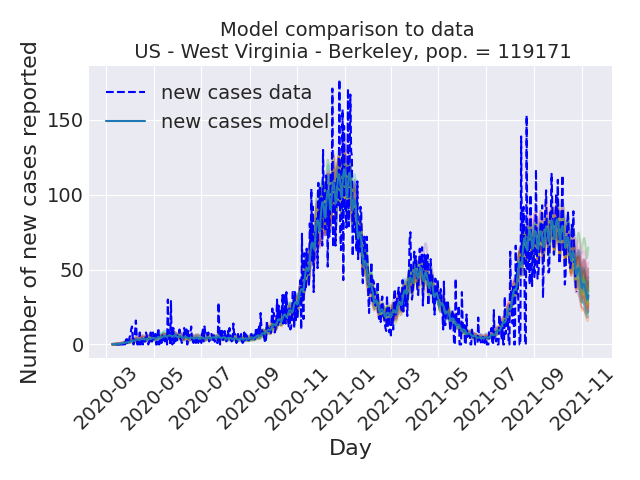 Model comparison to data
US - West Virginia - Berkeley, pop. = 119171
Number of new cases reported
new cases data
new cases model
150
100
50
0
2020-03
2020-05
2020-07
2020-09
2020-11
2021-01
2021-03
2021-05
2021-07
2021-09
2021-11
Day